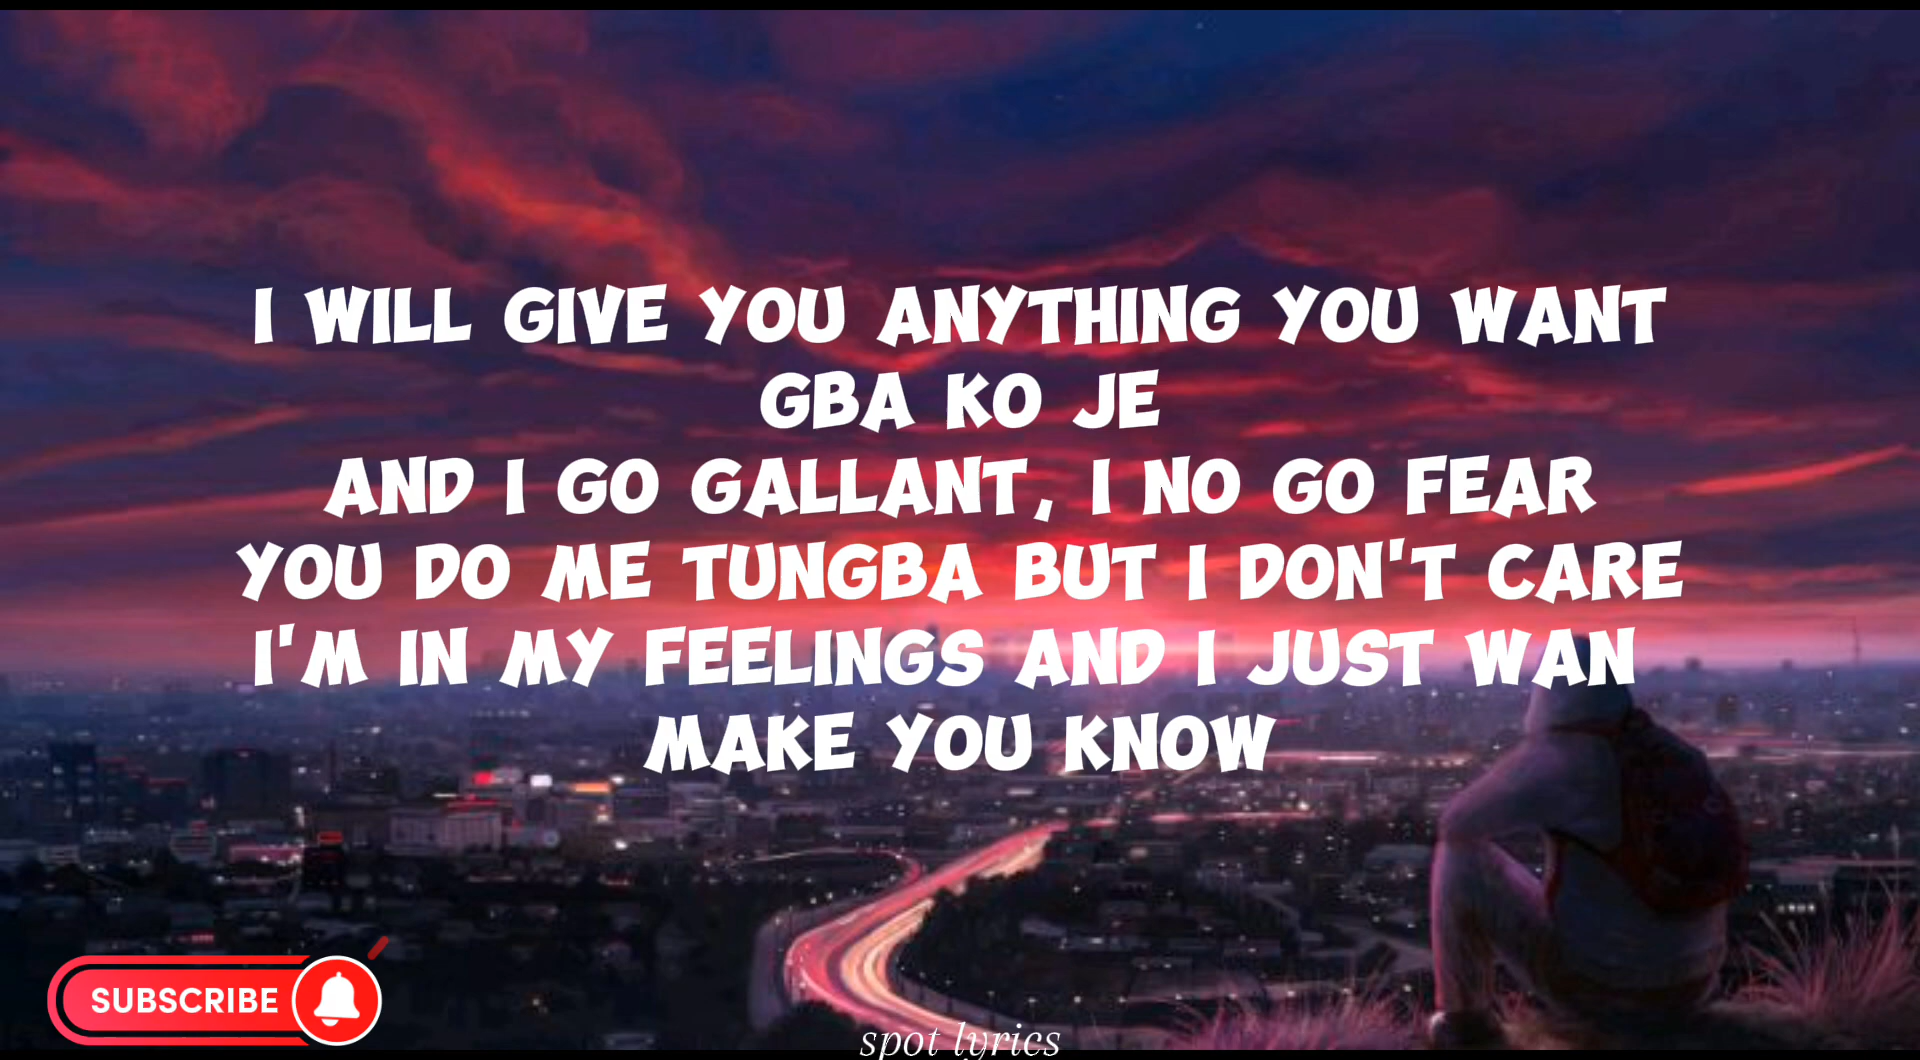 I WILL GIVE YOU ANYTHING YOU WANT
GBA KO JE
AND I GO GALLANT, I NO GO FEAR
YOU DO ME TUNGBA BUT I DON'T CARE
I'M IN MY FEELINGS AND I JUST WAN
MAKE YOU KNOW
SUBSCRIBE
spot lyrics